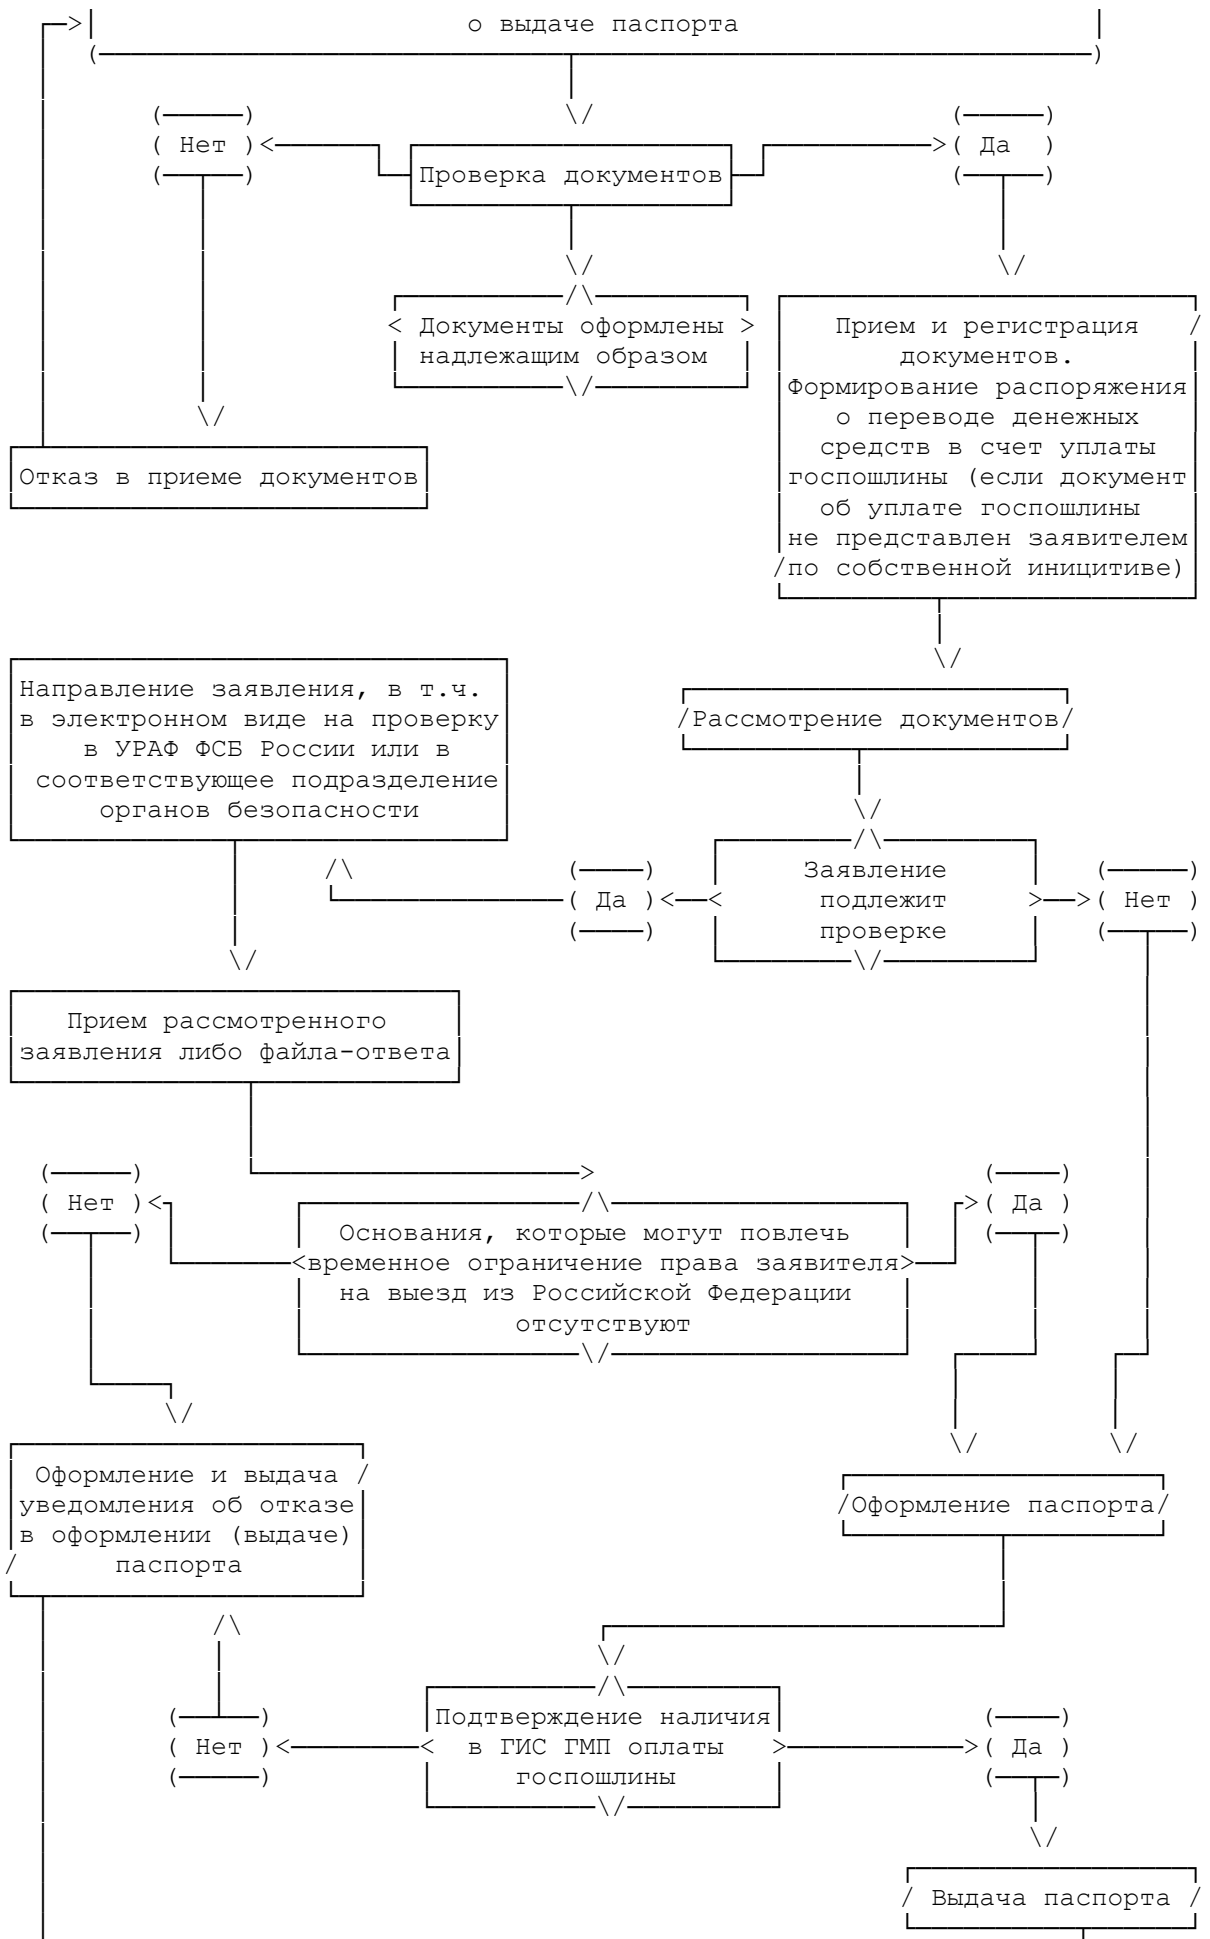 о выдаче паспорта
Нет
Да
Проверка документов
Документы оформлены
надлежащим образом
Прием и регистрация
документов.
Формирование распоряжения
о переводе денежных
средств в счет уплаты
госпошлины (если документ
об уплате госпошлины
не представлен заявителем
по собственной иницитиве)
Отказ в приеме документов
Направление заявления, в т.ч.
в электронном виде на проверку
в УРАФ ФСБ России или в
соответствующее подразделение
органов безопасности
Рассмотрение документов
Да
Заявление
подлежит
проверке
Нет
Прием рассмотренного
заявления либо файла-ответа
Нет
Да
Основания, которые могут повлечь
временное ограничение права заявителя
на выезд из Российской Федерации
отсутствуют
Оформление и выдача
уведомления об отказе
в оформлении (выдаче)
паспорта
Оформление паспорта
Нет
Подтверждение наличия
в ГИС ГМП оплаты
госпошлины
Да
Выдача паспорта